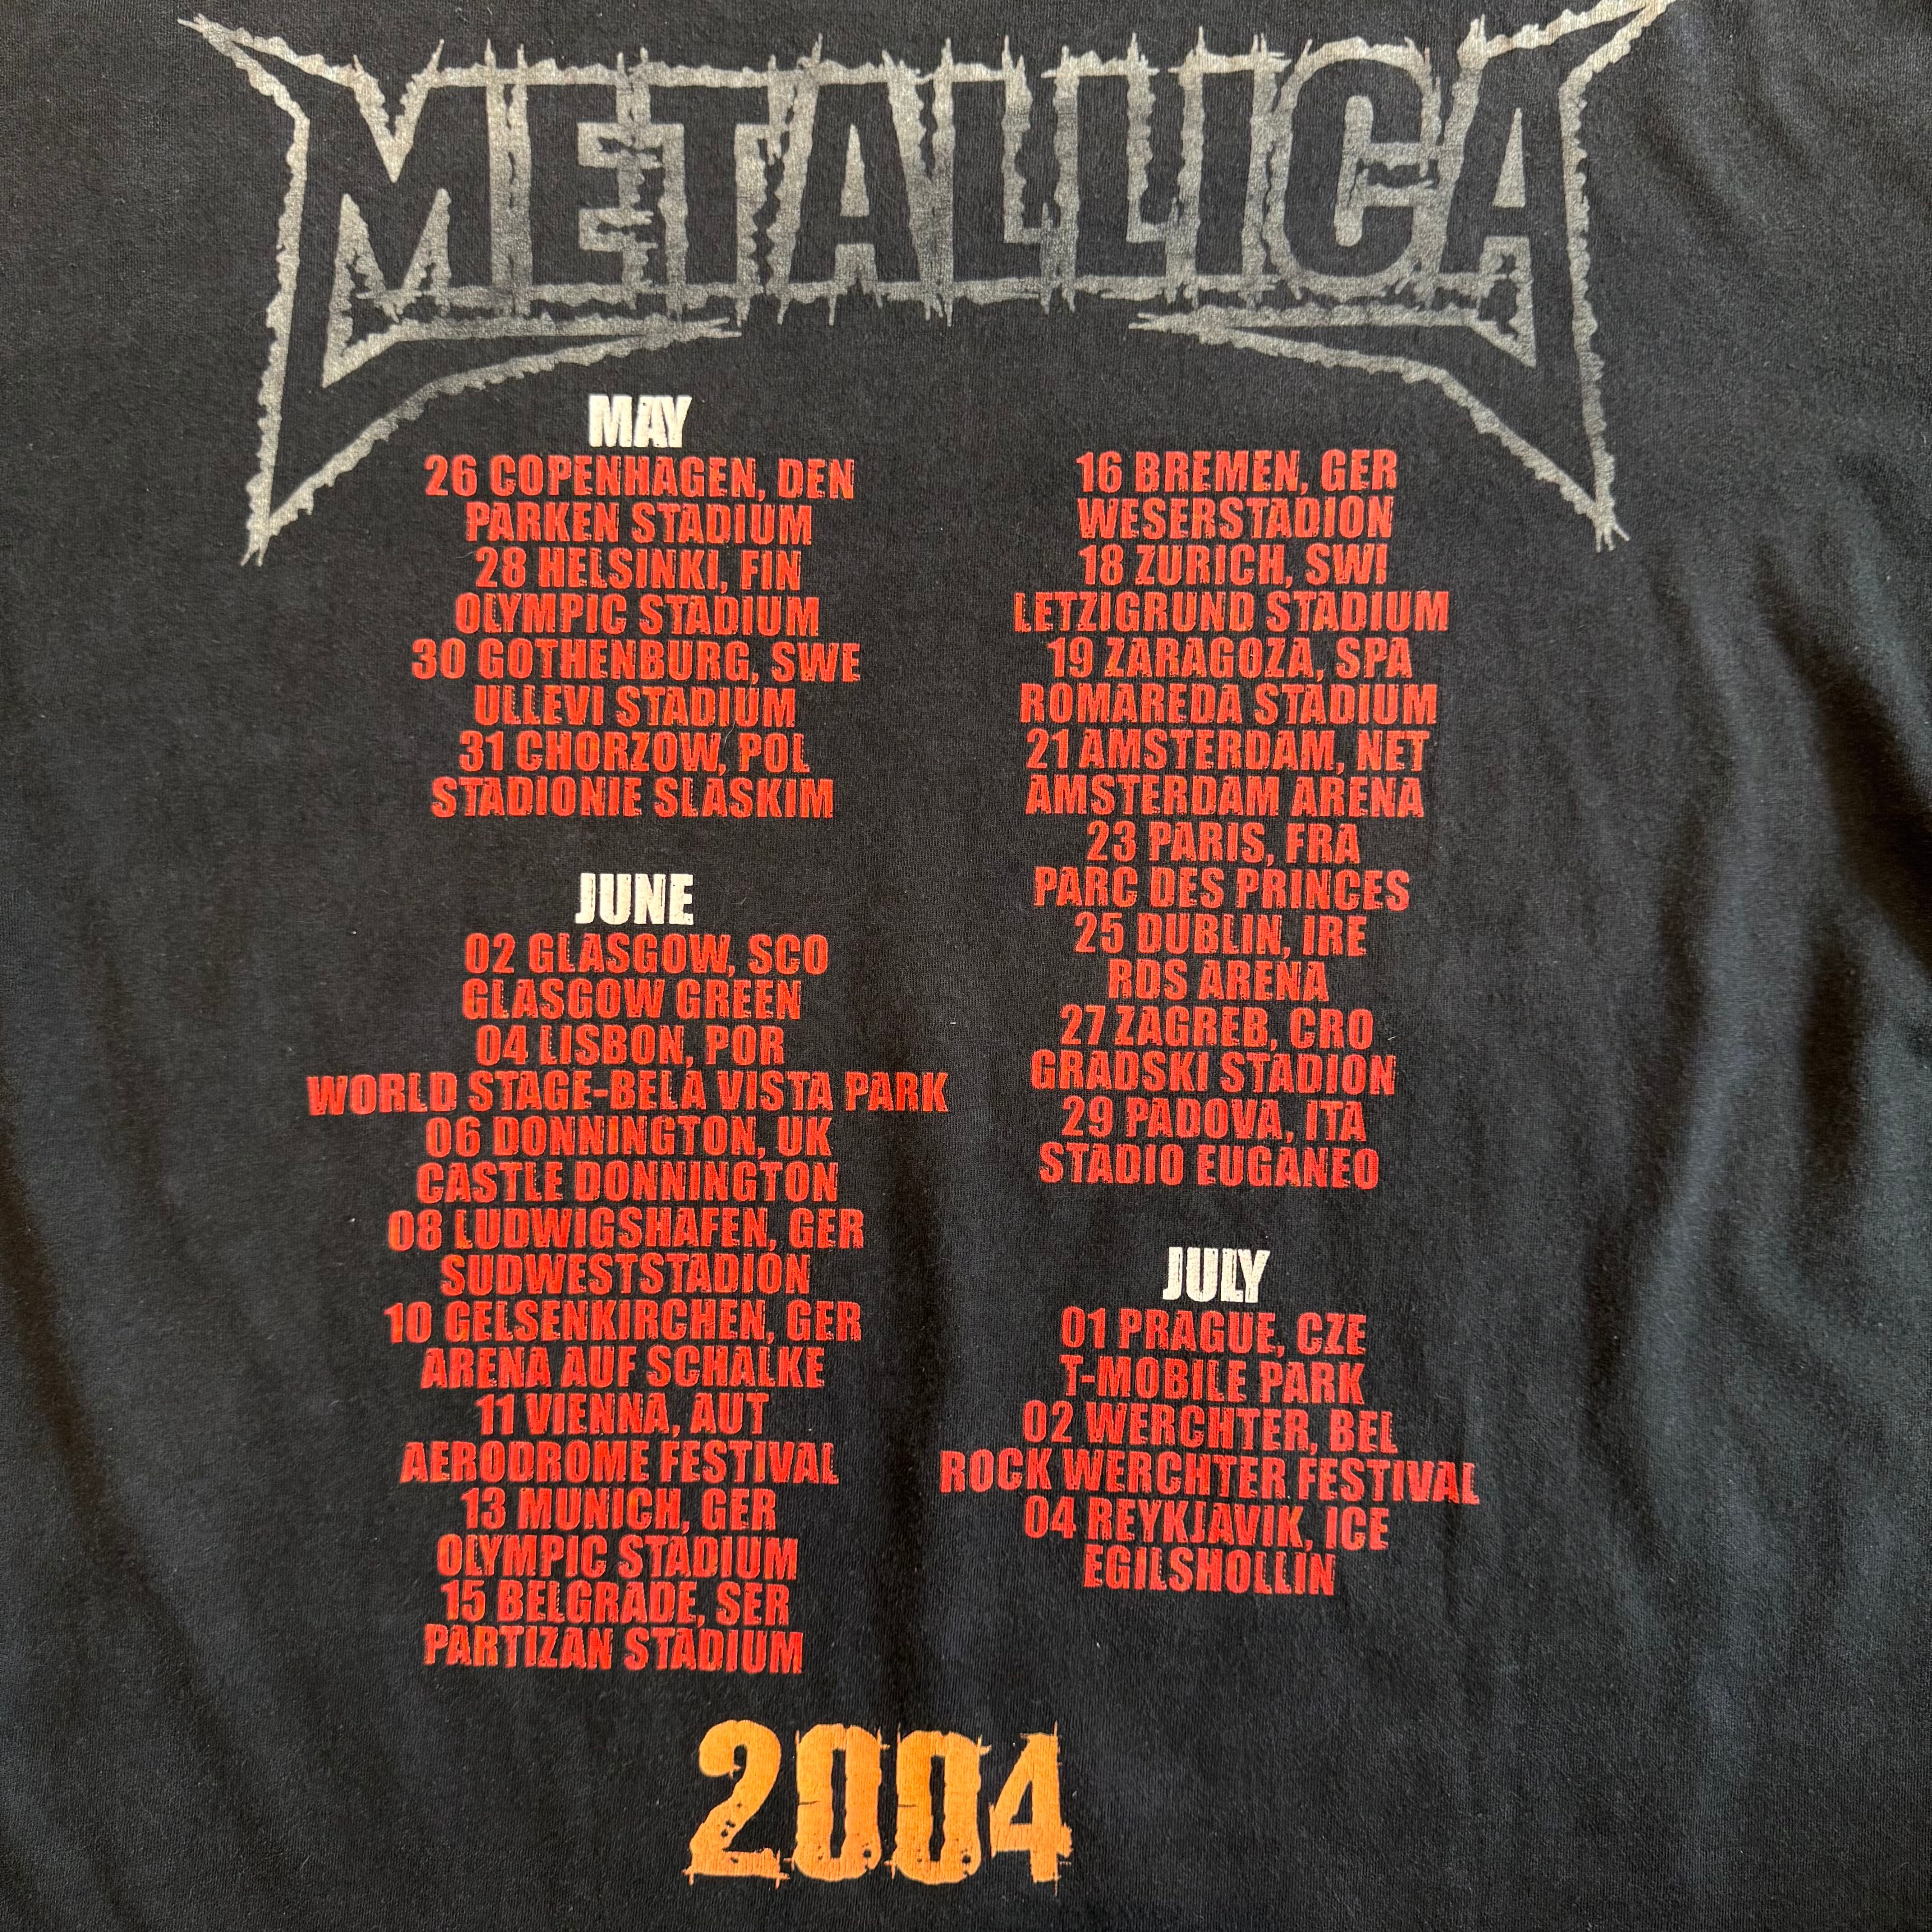 METALLICA
MAY
26 COPENHAGEN, DEN
PARKEN STADIUM
28 HELSINKI, FIN
OLYMPIC STADIUM
30 GOTHENBURG, SWE
ULLEVI STADIUM
31 CHORZOW, POL
STADIONIE SLASKIM
JUNE
02 GLASGOW, SCO
GLASGOW GREEN
04 LISBON, POR
WORLD STAGE-BELA VISTA PARK
06 DONNINGTON, UK
CASTLE DONNINGTON
08 LUDWIGSHAFEN, GER
SUDWESTSTADION
10 GELSENKIRCHEN, GER
ARENA AUF SCHALKE
11 VIENNA, AUT
AERODROME FESTIVAL
13 MUNICH, GER
OLYMPIC STADIUM
15 BELGRADE, SER
PARTIZAN STADIUM
16 BREMEN, GER
WESERSTADION
18 ZURICH, SWI
LETZIGRUND STADIUM
19 ZARAGOZA, SPA
ROMAREDA STADIUM
21 AMSTERDAM, NET
AMSTERDAM ARENA
23 PARIS, FRA
PARC DES PRINCES
25 DUBLIN, IRE
RDS ARENA
27 ZAGREB, CRO
GRADSKI STADION
29 PADOVA, ITA
STADIO EUGANEO
JULY
01 PRAGUE, CZE
T-MOBILE PARK
02 WERCHTER, BEL
ROCK WERCHTER FESTIVAL
04 REYKJAVIK, ICE
EGILSHOLLIN
2004